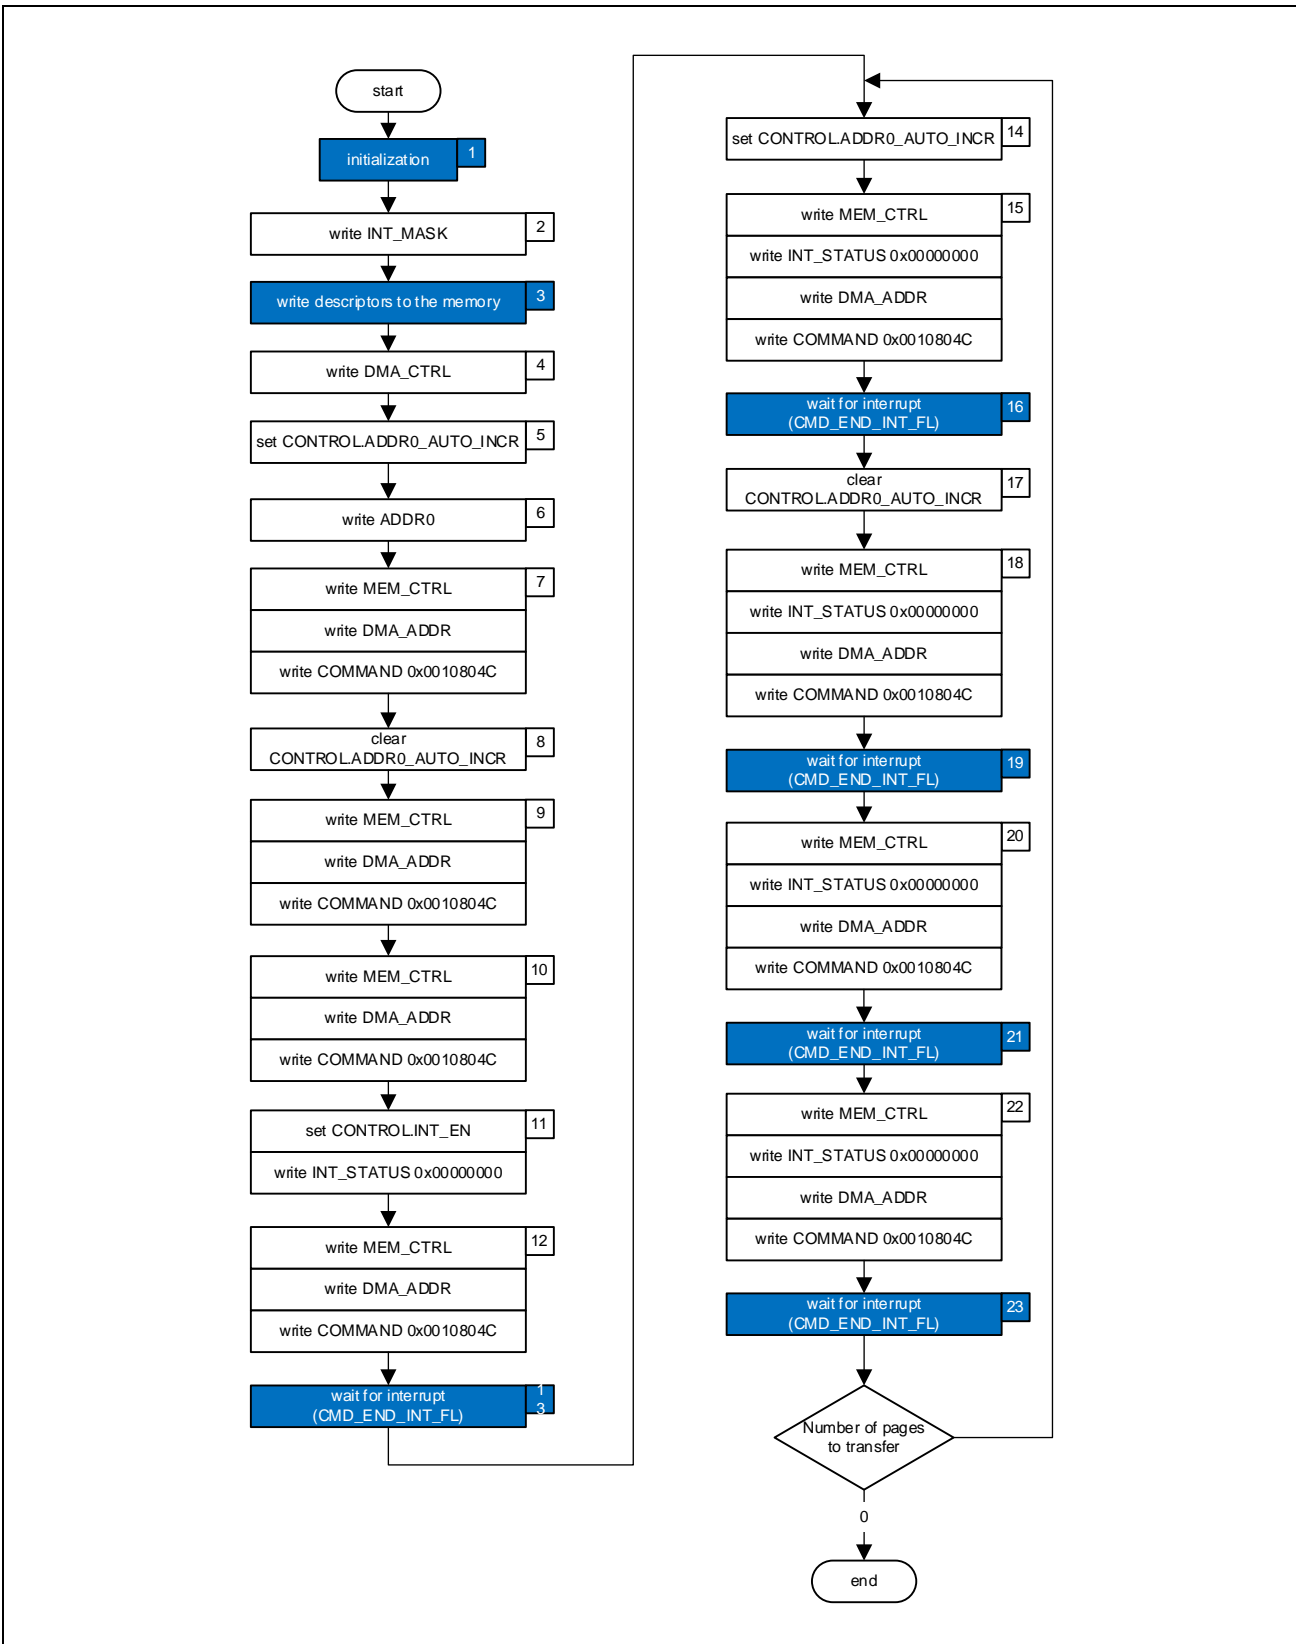 start
initialization
1
write INT_MASK
2
write descriptors to the memory
3
write DMA_CTRL
4
set CONTROL.ADDR0_AUTO_INCR
5
write ADDR0
6
write MEM_CTRL
7
write DMA_ADDR
write COMMAND 0x0010804C
clear
CONTROL.ADDR0_AUTO_INCR
8
write MEM_CTRL
9
write DMA_ADDR
write COMMAND 0x0010804C
write MEM_CTRL
10
write DMA_ADDR
write COMMAND 0x0010804C
set CONTROL.INT_EN
11
write INT_STATUS 0x00000000
write MEM_CTRL
12
write DMA_ADDR
write COMMAND 0x0010804C
wait for interrupt
(CMD_END_INT_FL)
1
3
set CONTROL.ADDR0_AUTO_INCR
14
write MEM_CTRL
15
write INT_STATUS 0x00000000
write DMA_ADDR
write COMMAND 0x0010804C
wait for interrupt
(CMD_END_INT_FL)
16
clear
CONTROL.ADDR0_AUTO_INCR
17
write MEM_CTRL
18
write INT_STATUS 0x00000000
write DMA_ADDR
write COMMAND 0x0010804C
wait for interrupt
(CMD_END_INT_FL)
19
write MEM_CTRL
20
write INT_STATUS 0x00000000
write DMA_ADDR
write COMMAND 0x0010804C
wait for interrupt
(CMD_END_INT_FL)
21
write MEM_CTRL
22
write INT_STATUS 0x00000000
write DMA_ADDR
write COMMAND 0x0010804C
wait for interrupt
(CMD_END_INT_FL)
23
Number of pages
to transfer
0
end